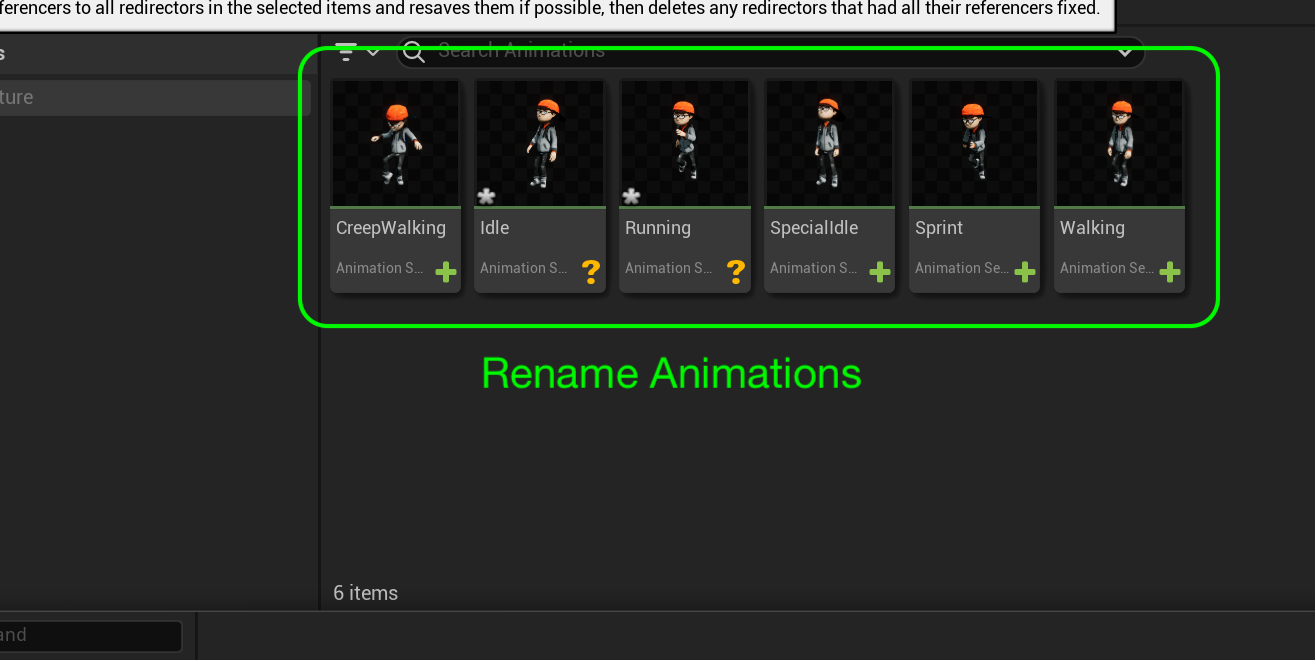 ferencers to all redirectors in the selected items and resaves them if possible, then deletes any redirectors that had all their referencers fixed.
s
Search Animations
ture
CreepWalking
Idle
Running
SpecialIdle
Sprint
Walking
Animation S...
Animation S...
Animation S...
Animation S...
Animation Se...
Animation Se...
Rename Animations
6 items
and